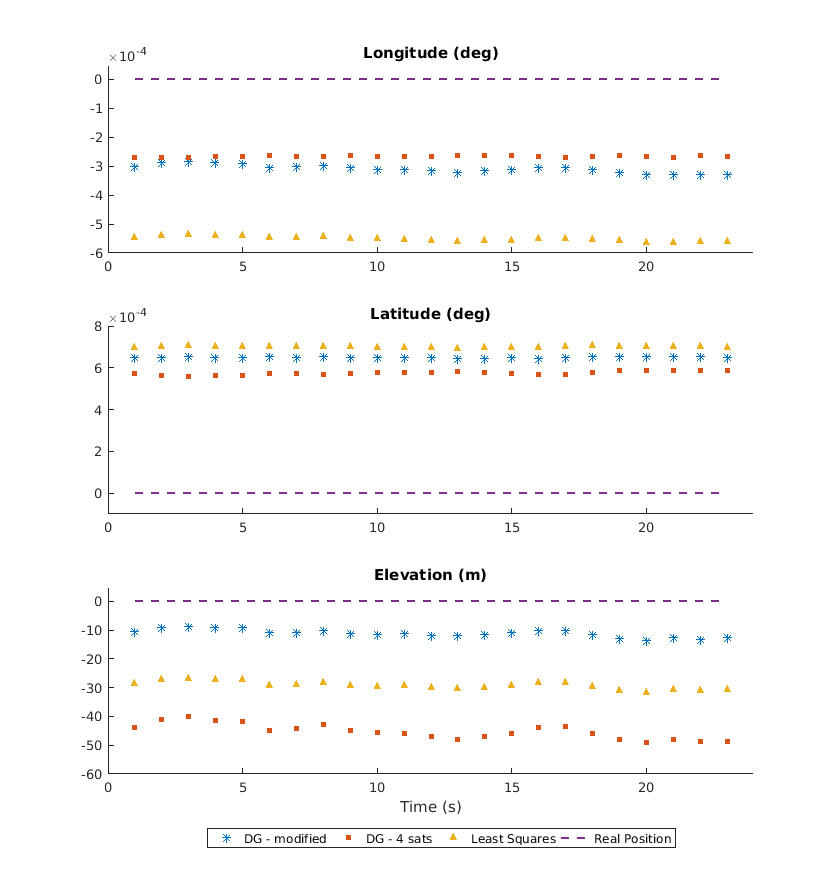 Longitude (deg)
×10-4
0
-1
-2
-3
-4
-5
-6
0 5 10 15 20
Latitude (deg)
×10-4
8
6
4
2
0
0 5 10 15 20
Elevation (m)
0
-10
-20
-30
-40
-50
-60
0 5 10 15 20
Time (s)
DG - modified DG - 4 sats Least Squares Real Position